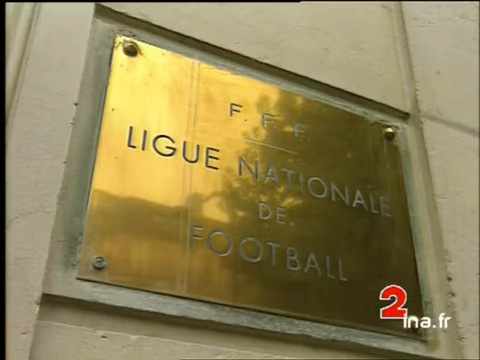 F. F. F.
LIGUE NATIONALE
DE
FOOTBALL
2
ina.fr